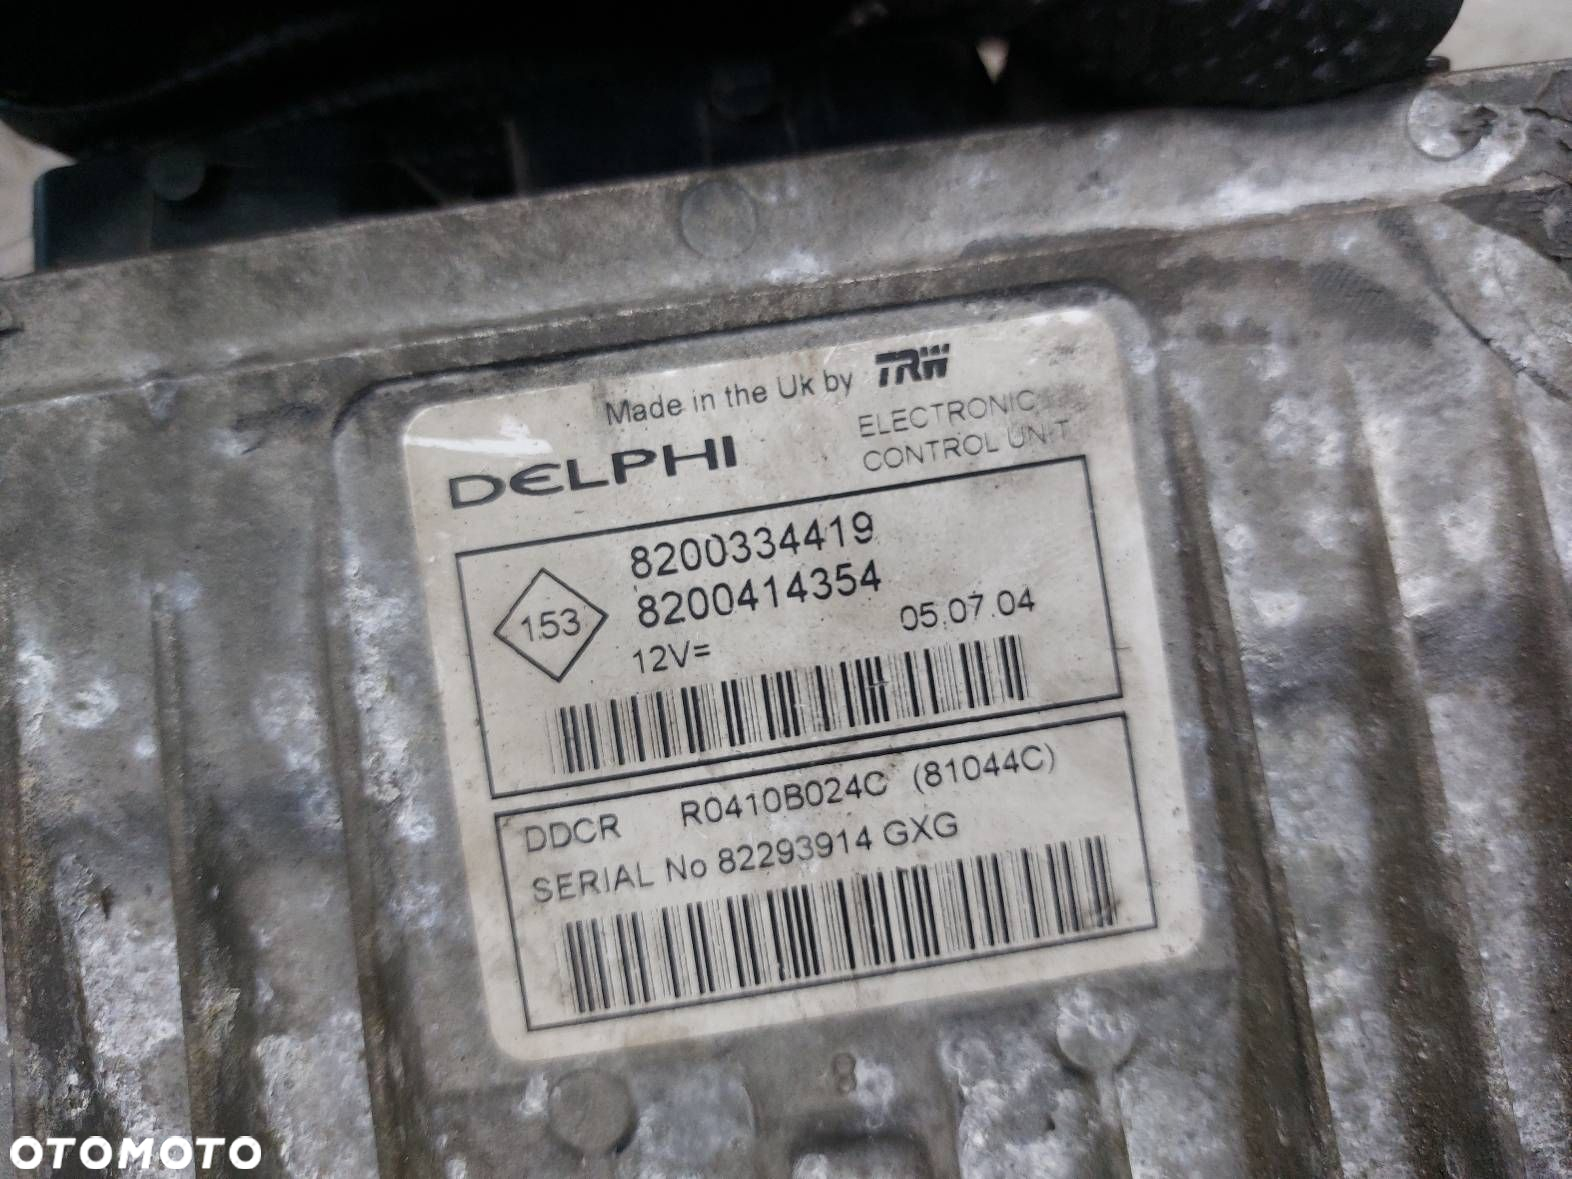 Made in the Uk by TRW
DELPHI
ELECTRONIC
CONTROL UNIT
8200334419
153
8200414354
12V=
05.07.04
DDCR R0410B024C (81044C)
SERIAL No 82293914 GXG
8
OTOMOTO